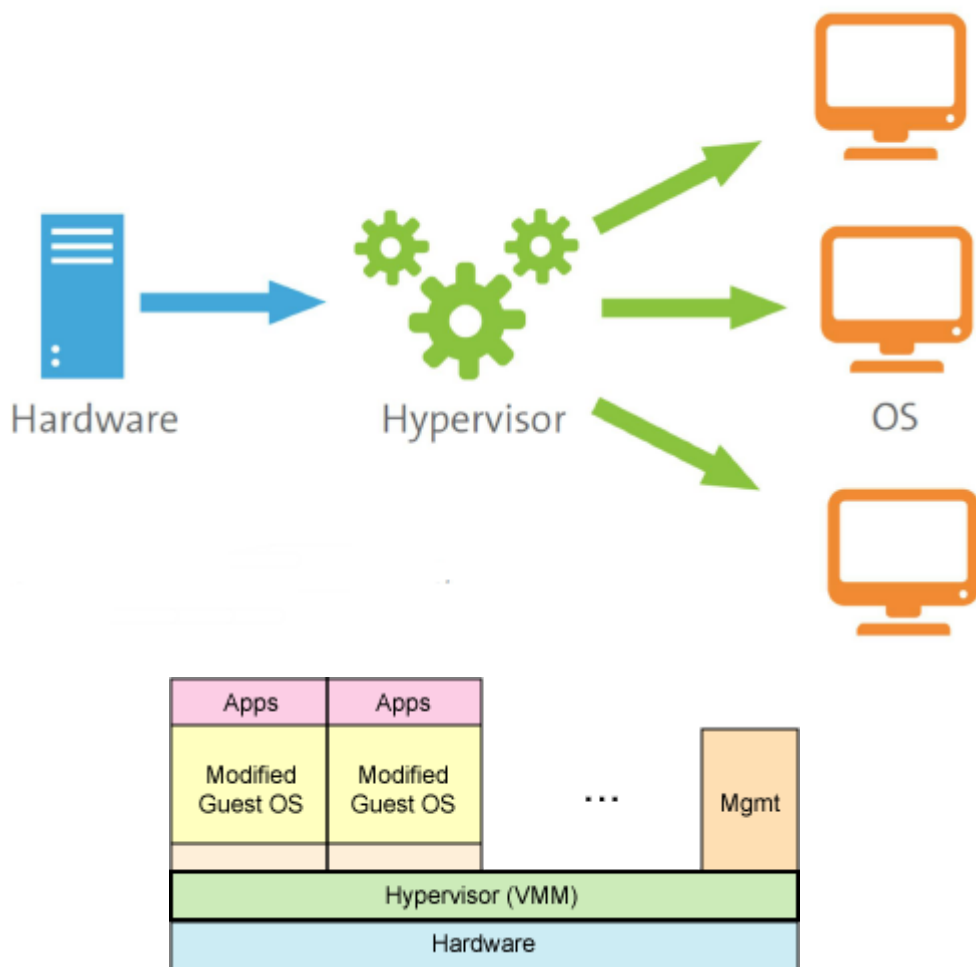 Hardware
Hypervisor
OS
Apps
Apps
Modified
Guest OS
Modified
Guest OS
...
Mgmt
Hypervisor (VMM)
Hardware